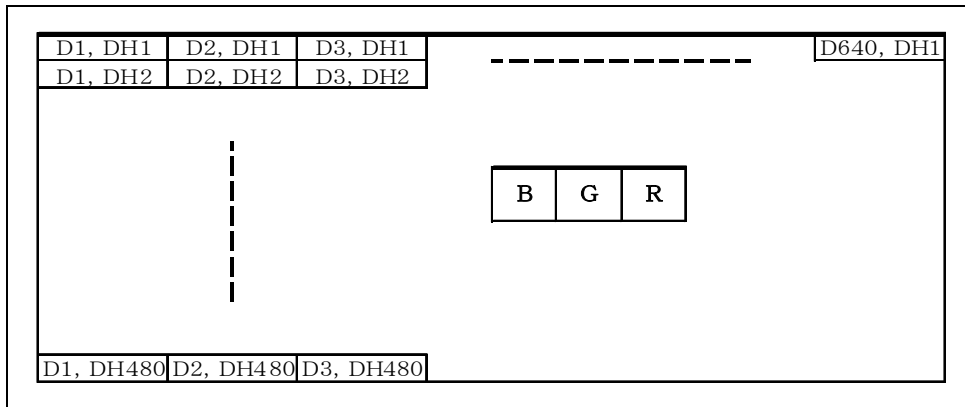 D1, DH1 D2, DH1 D3, DH1 D640, DH1
D1, DH2 D2, DH2 D3, DH2
B G R
D1, DH480 D2, DH480 D3, DH480